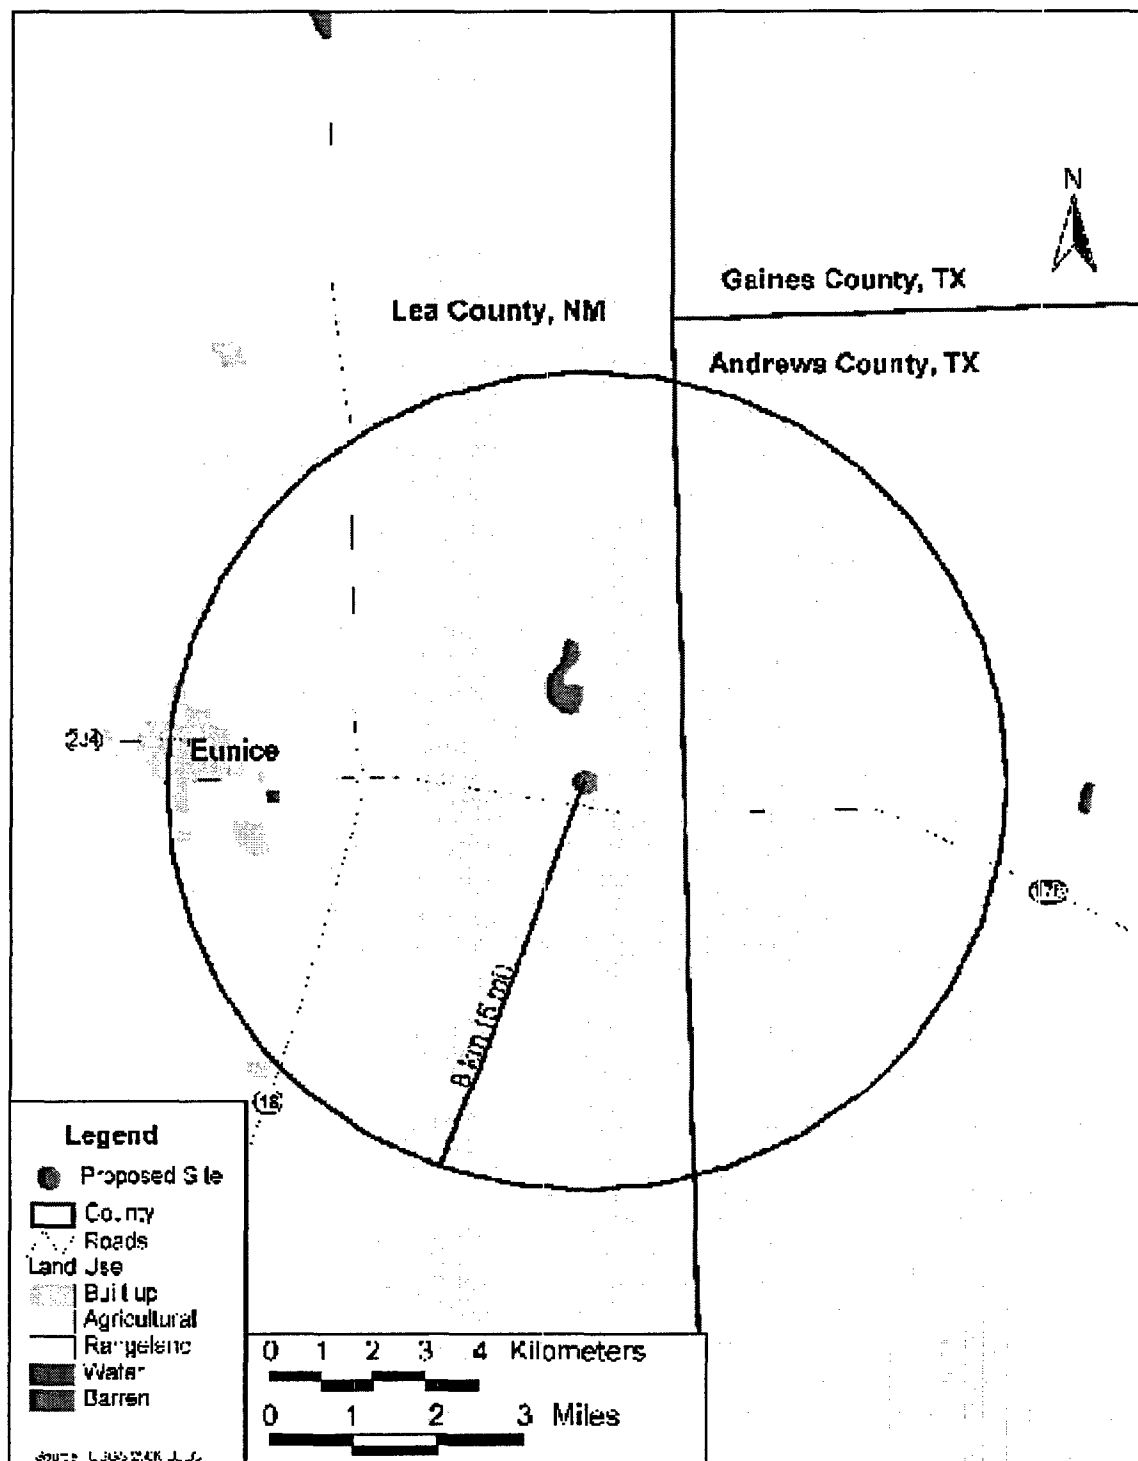 N
Gaines County, TX
Lea County, NM
Andrews County, TX
Eunice
8 km (5 mi)
18
Legend
Proposed Site
County
Roads
Land Use
Built up
Agricultural
Rangeland
Water
Barren
0 1 2 3 4 Kilometers
0 1 2 3 Miles